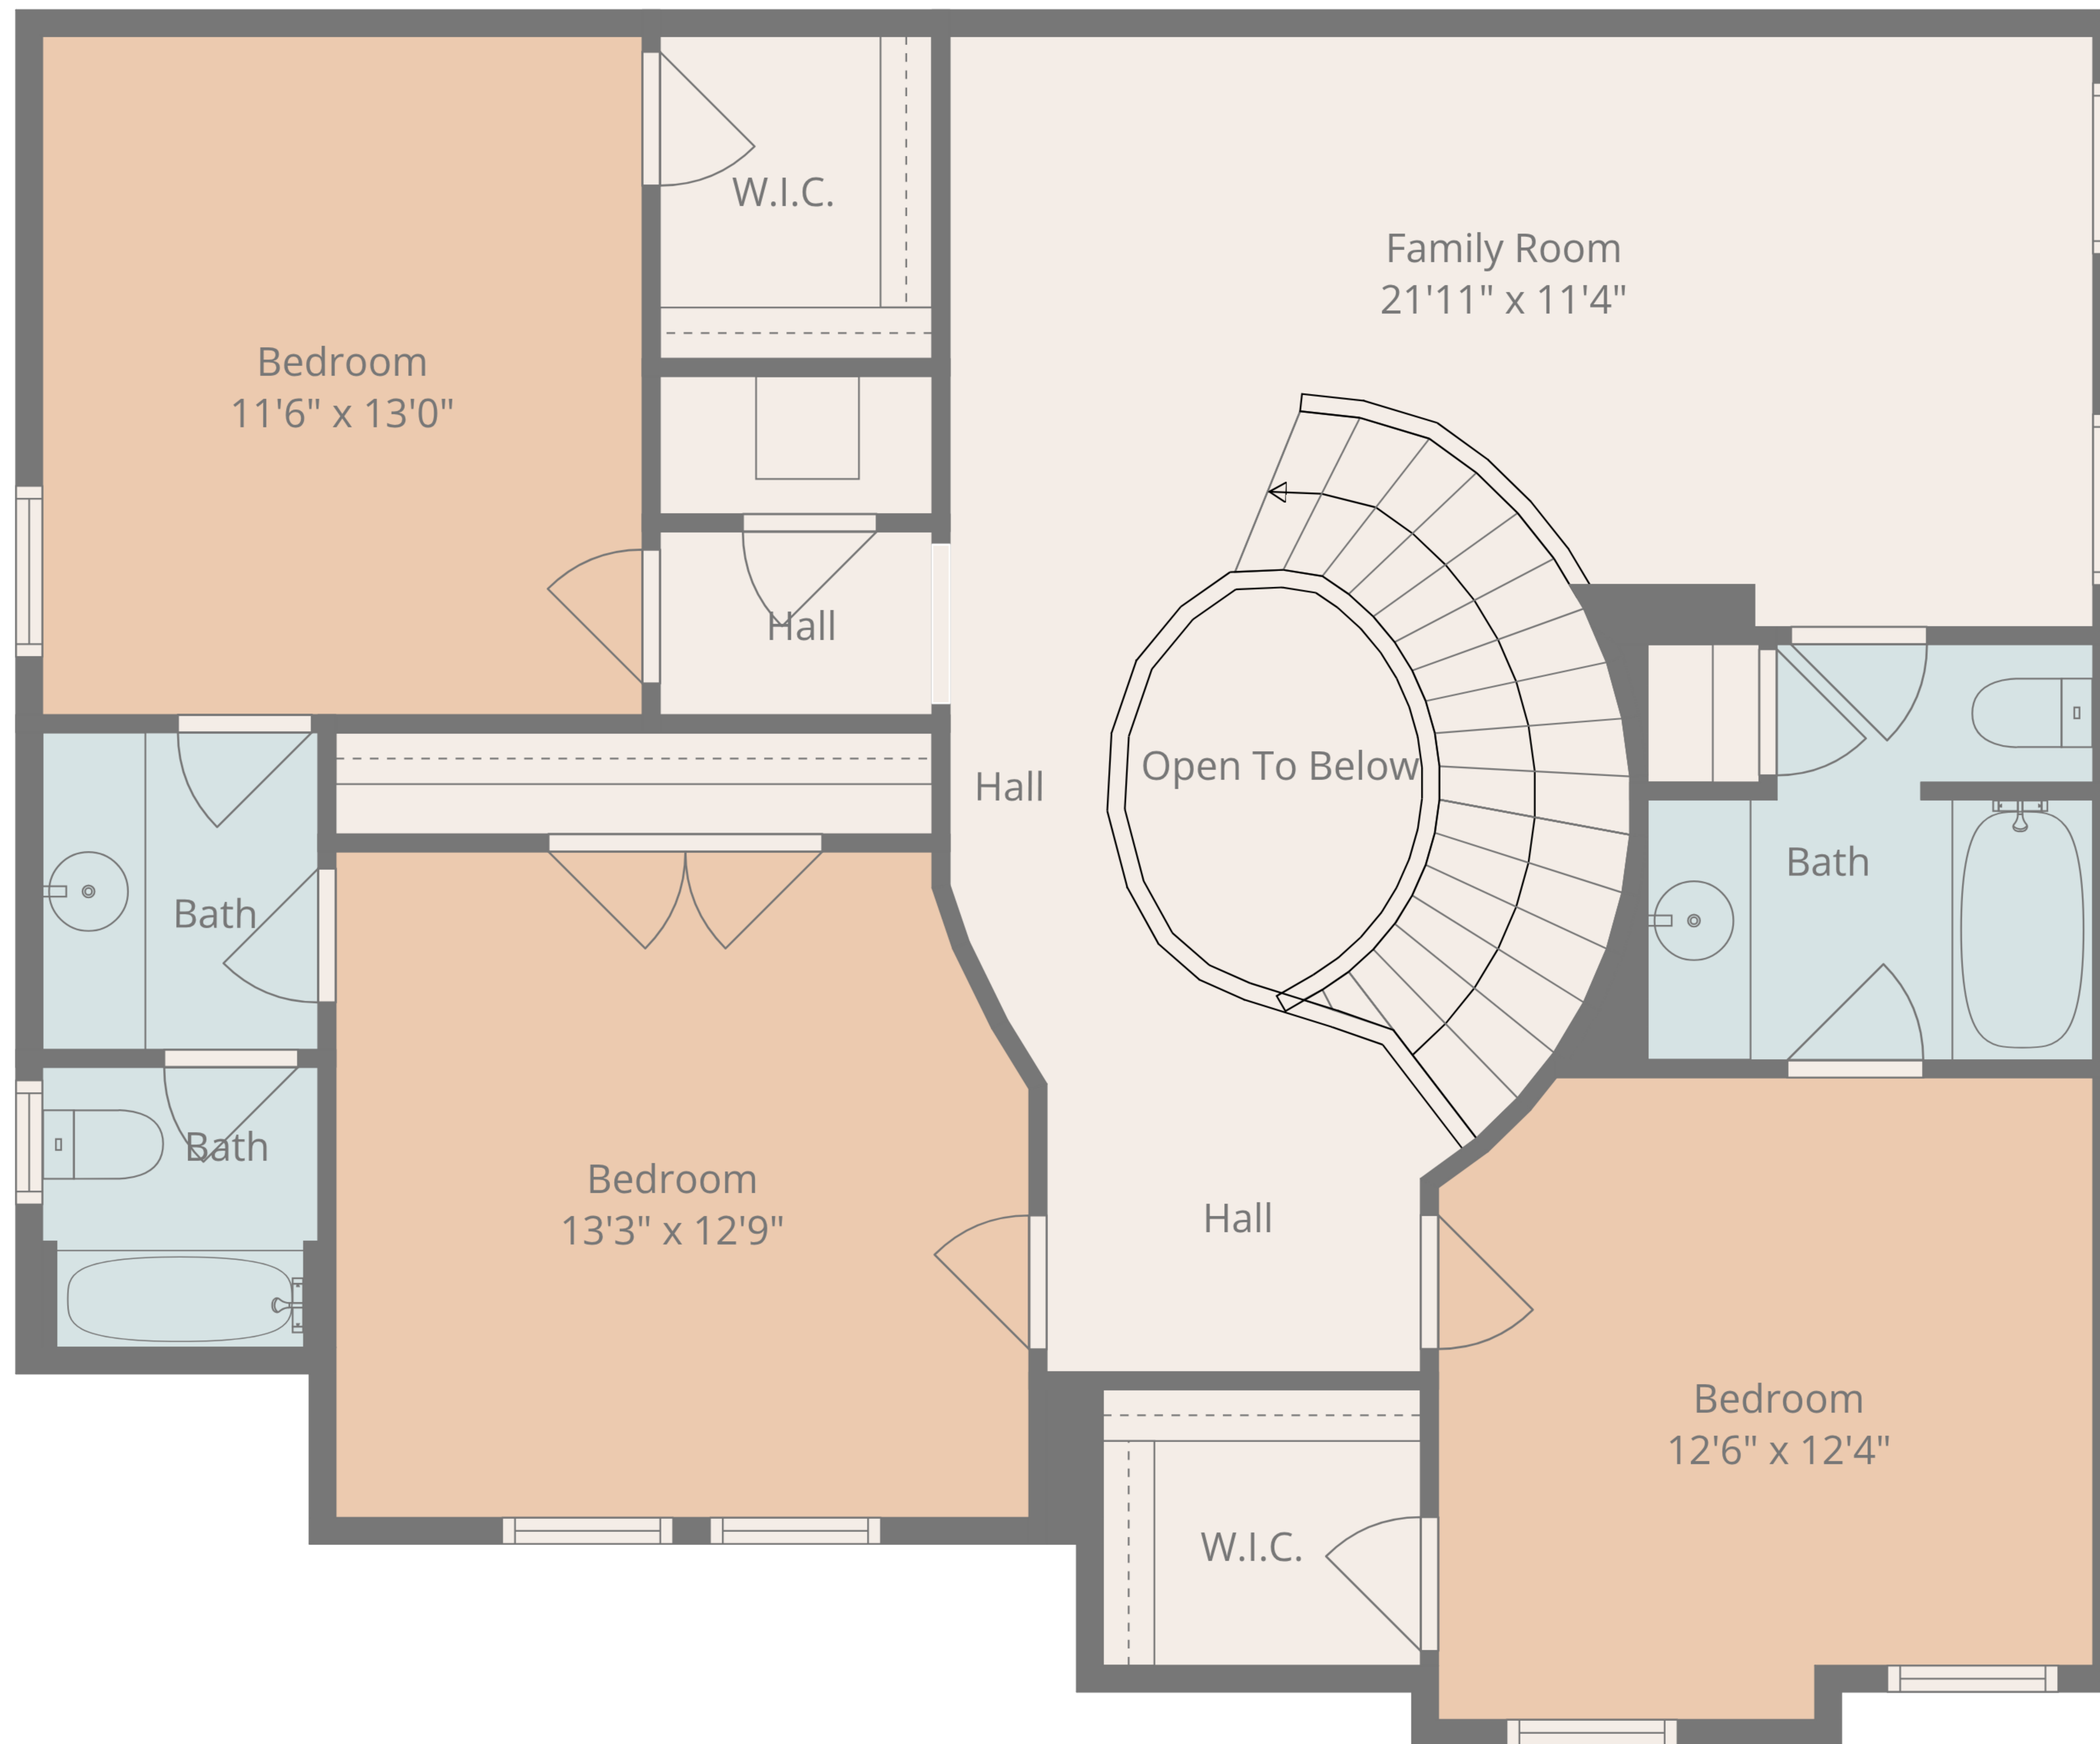 W.I.C.
Family Room
21'11" x 11'4"
Bedroom
11'6" x 13'0"
Hall
Open To Below
Hall
Bath
Bath
Bath
Bedroom
13'3" x 12'9"
Hall
Bedroom
12'6" x 12'4"
W.I.C.